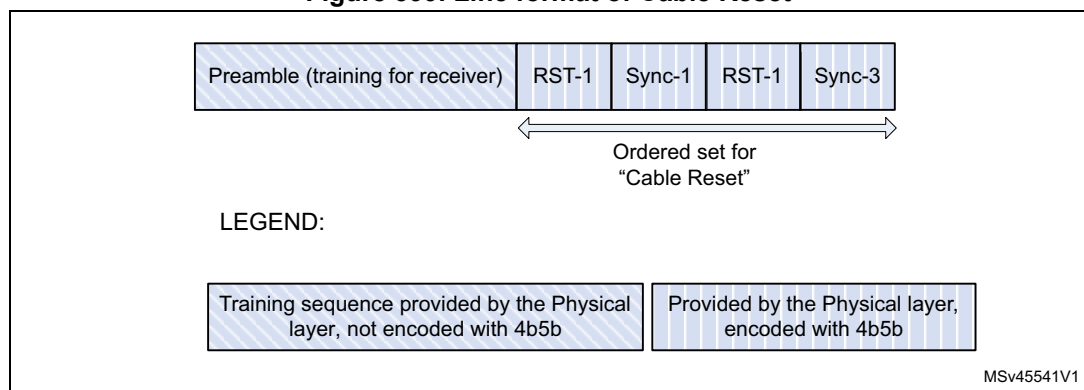 Preamble (training for receiver) RST-1 Sync-1 RST-1 Sync-3
Ordered set for
“Cable Reset”
LEGEND:
Training sequence provided by the Physical
layer, not encoded with 4b5b
Provided by the Physical layer,
encoded with 4b5b
MSv45541V1